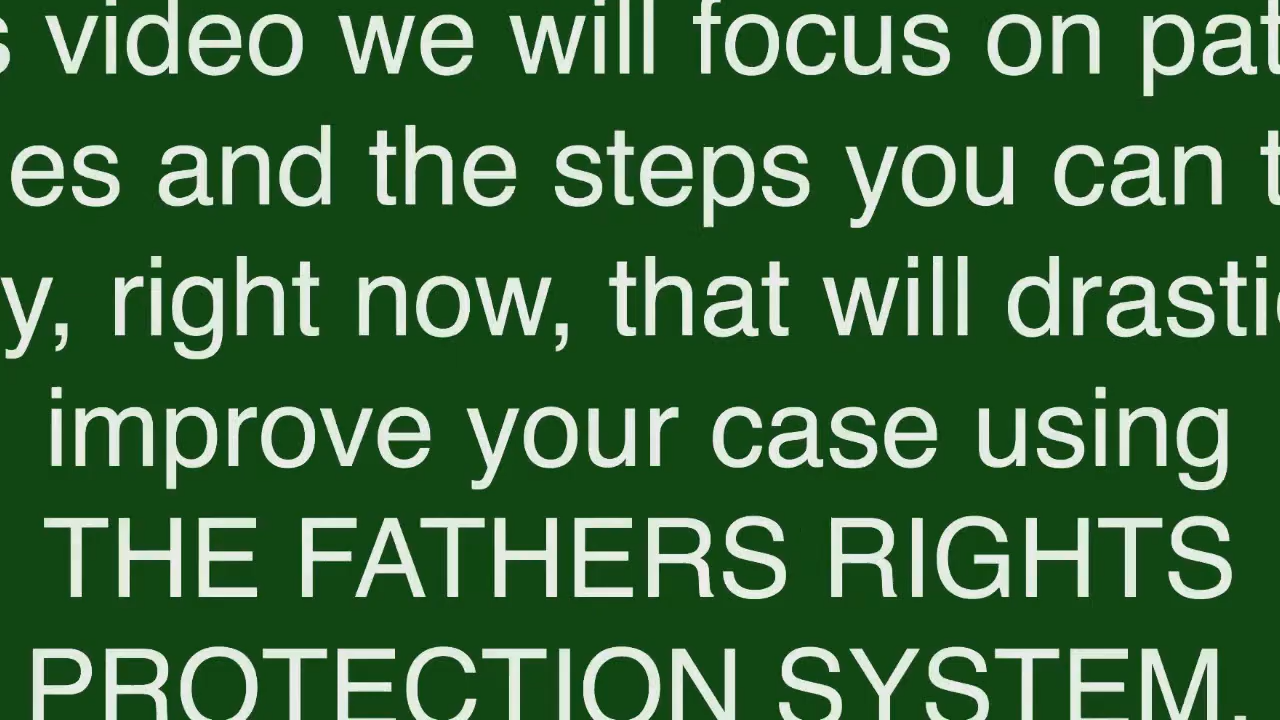 s video we will focus on pat
es and the steps you can t
y, right now, that will drastic
improve your case using
THE FATHERS RIGHTS
PROTECTION SYSTEM.